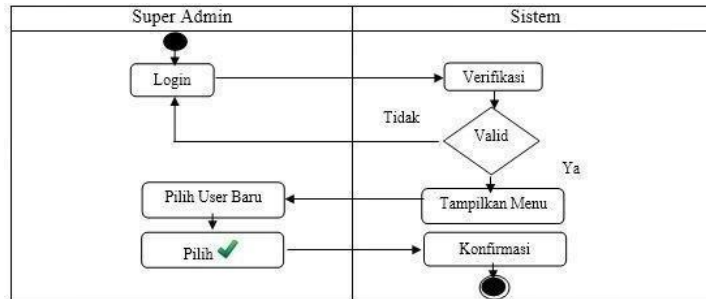 Super Admin
Sistem
Login
Verifikasi
Tidak
Valid
Ya
Pilih User Baru
Tampilkan Menu
Pilih
Konfirmasi